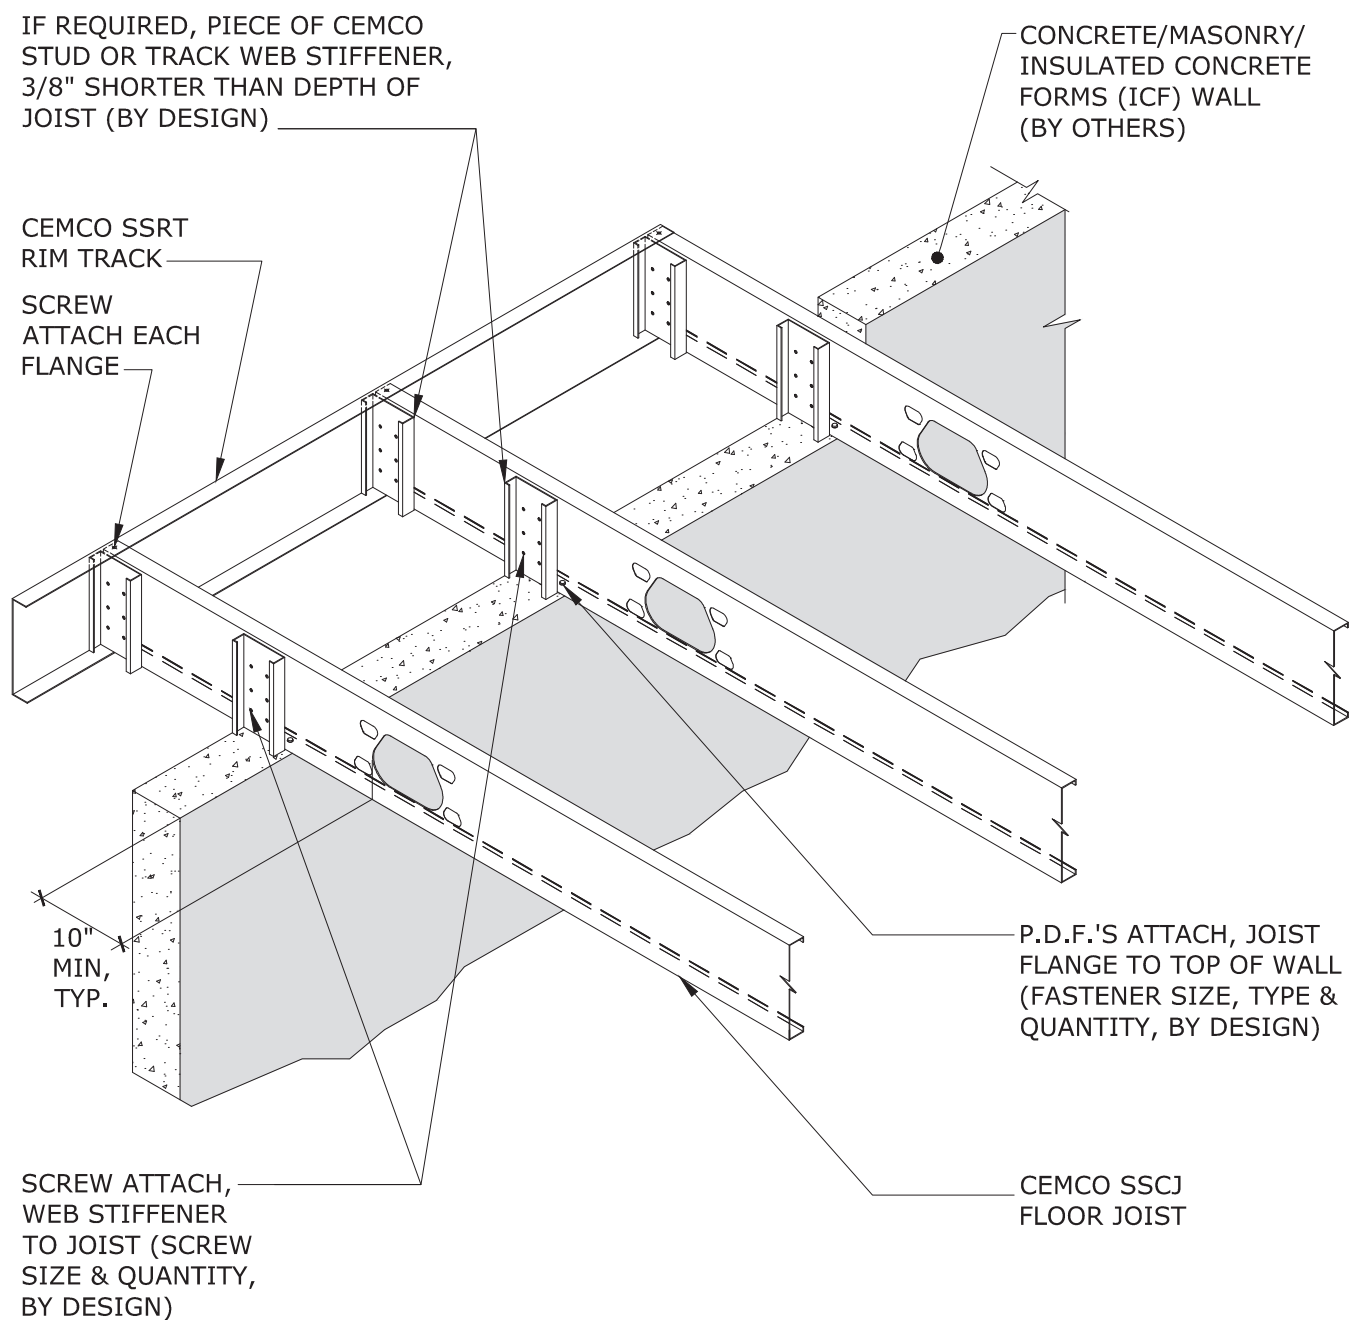 IF REQUIRED, PIECE OF CEMCO
STUD OR TRACK WEB STIFFENER,
3/8" SHORTER THAN DEPTH OF
JOIST (BY DESIGN)
CONCRETE/MASONRY/
INSULATED CONCRETE
FORMS (ICF) WALL
(BY OTHERS)
CEMCO SSRT
RIM TRACK
SCREW
ATTACH EACH
FLANGE
10"
MIN,
TYP.
P.D.F.'S ATTACH, JOIST
FLANGE TO TOP OF WALL
(FASTENER SIZE, TYPE &
QUANTITY, BY DESIGN)
SCREW ATTACH,
WEB STIFFENER
TO JOIST (SCREW
SIZE & QUANTITY,
BY DESIGN)
CEMCO SSCJ
FLOOR JOIST